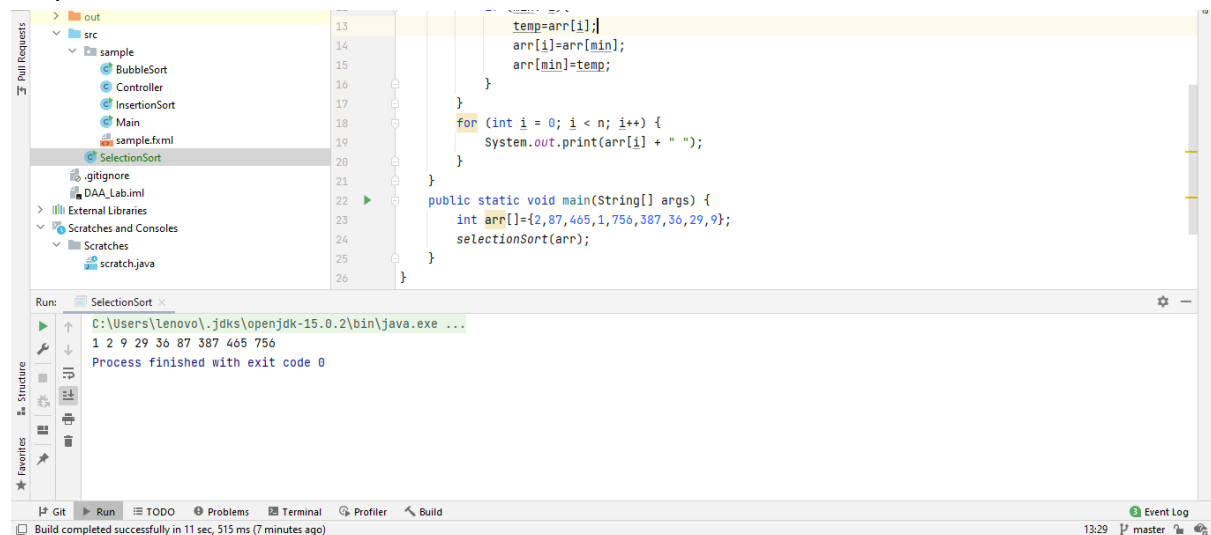 Pull Requests
out
src
sample
BubbleSort
Controller
InsertionSort
Main
sample.fxml
SelectionSort
.gitignore
DAA_Lab.iml
External Libraries
Scratches and Consoles
Scratches
scratch.java
13 temp=arr[i];
14 arr[i]=arr[min];
15 arr[min]=temp;
16 }
17 }
18 for (int i = 0; i < n; i++) {
19 System.out.print(arr[i] + " ");
20 }
21 }
22 public static void main(String[] args) {
23 int arr[]={2,87,465,1,756,387,36,29,9};
24 selectionSort(arr);
25 }
26 }
Run: SelectionSort
C:\Users\lenovo\.jdks\openjdk-15.0.2\bin\java.exe ...
1 2 9 29 36 87 387 465 756
Process finished with exit code 0
Structure
Favorites
Git Run TODO Problems Terminal Profiler Build 3 Event Log
Build completed successfully in 11 sec, 515 ms (7 minutes ago) 13:29 master